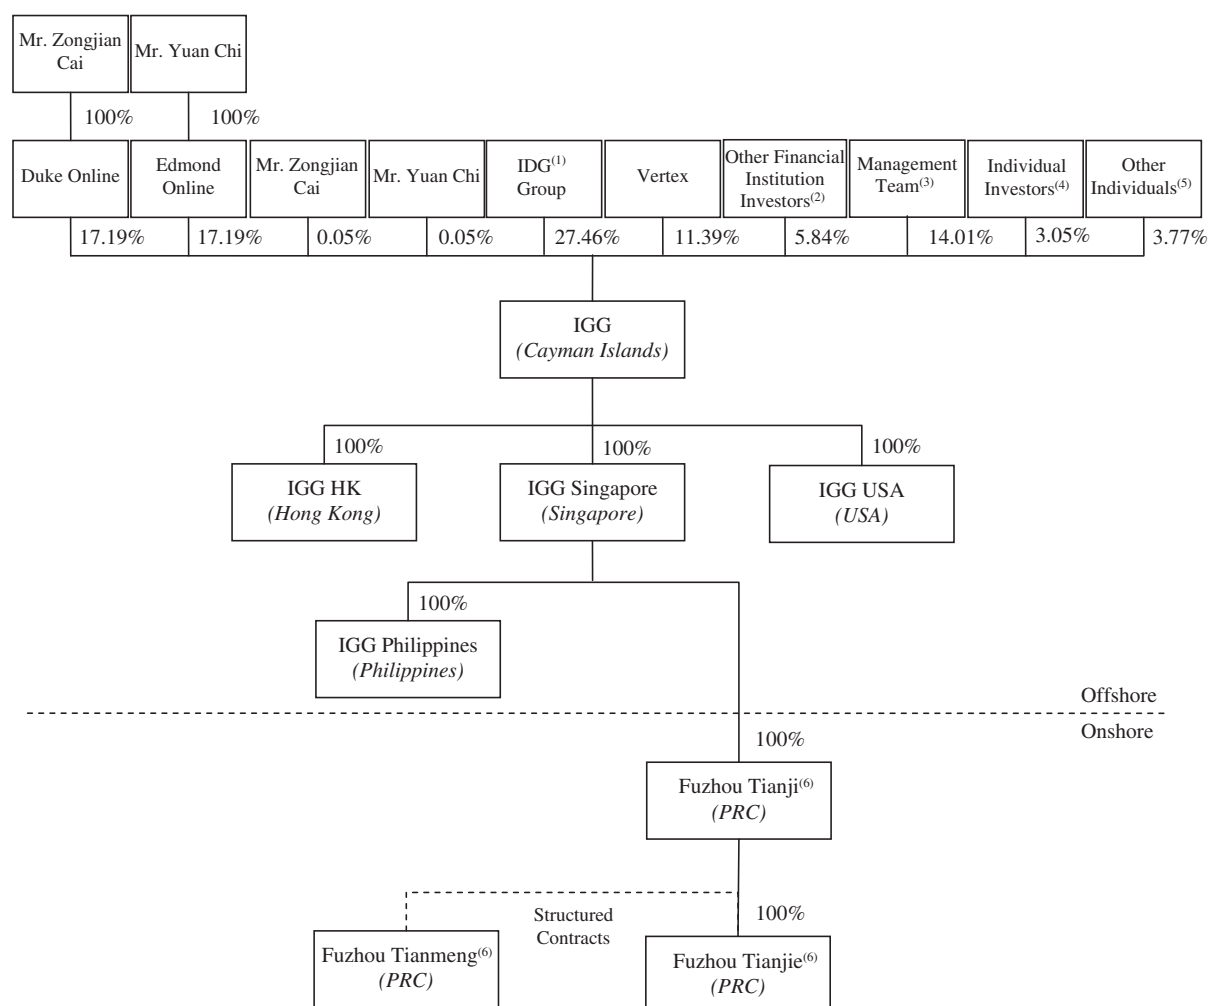 Mr. Zongjian
Cai
Mr. Yuan Chi
100%
100%
Duke Online
Edmond
Online
Mr. Zongjian
Cai
Mr. Yuan Chi
IDG(1)
Group
Vertex
Other Financial
Institution
Investors(2)
Management
Team(3)
Individual
Investors(4)
Other
Individuals(5)
17.19%
17.19%
0.05%
0.05%
27.46%
11.39%
5.84%
14.01%
3.05%
3.77%
IGG
(Cayman Islands)
100%
100%
100%
IGG HK
(Hong Kong)
IGG Singapore
(Singapore)
IGG USA
(USA)
100%
IGG Philippines
(Philippines)
Offshore
Onshore
100%
Fuzhou Tianji(6)
(PRC)
Structured
Contracts
100%
Fuzhou Tianmeng(6)
(PRC)
Fuzhou Tianjie(6)
(PRC)